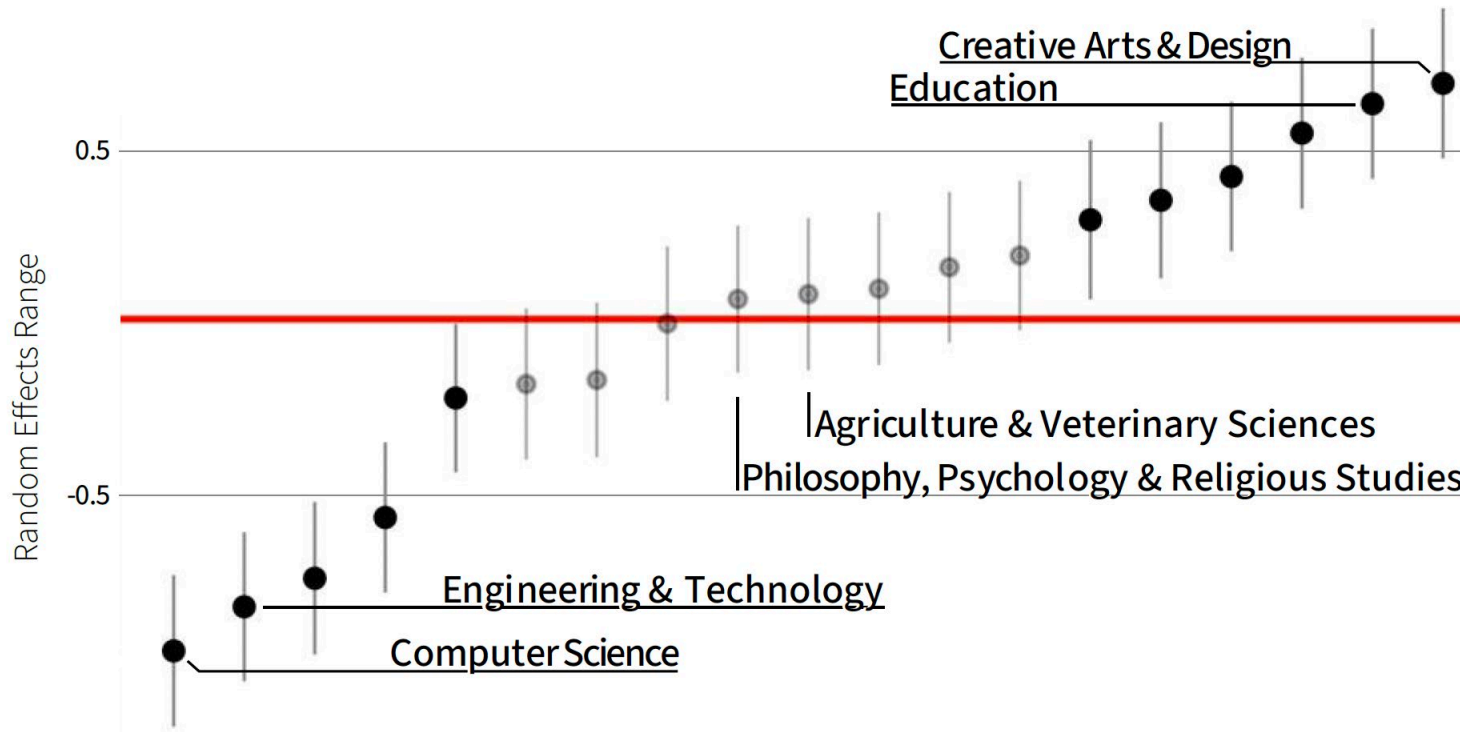 Creative Arts & Design
Education
0.5
Random Effects Range
Agriculture & Veterinary Sciences
Philosophy, Psychology & Religious Studies
-0.5
Engineering & Technology
Computer Science